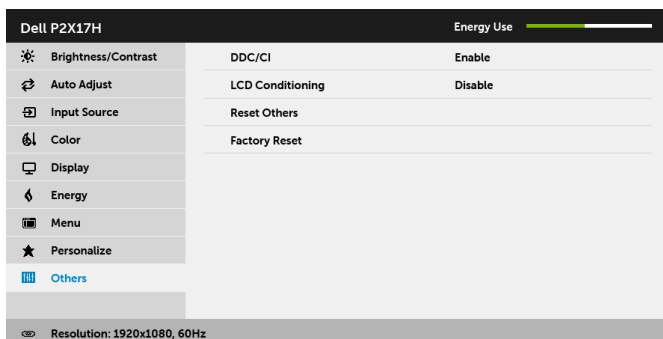 Dell P2X17H Energy Use
Brightness/Contrast DDC/CI Enable
Auto Adjust LCD Conditioning Disable
Input Source Reset Others
Color Factory Reset
Display
Energy
Menu
Personalize
Others
Resolution: 1920x1080, 60Hz